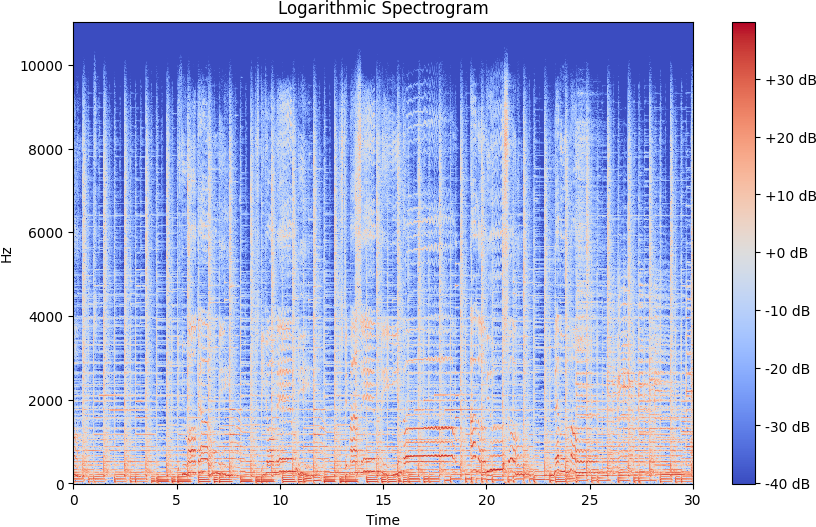 Logarithmic Spectrogram
Hz
10000
8000
6000
4000
2000
0
0 5 10 15 20 25 30
Time
+30 dB
+20 dB
+10 dB
+0 dB
-10 dB
-20 dB
-30 dB
-40 dB